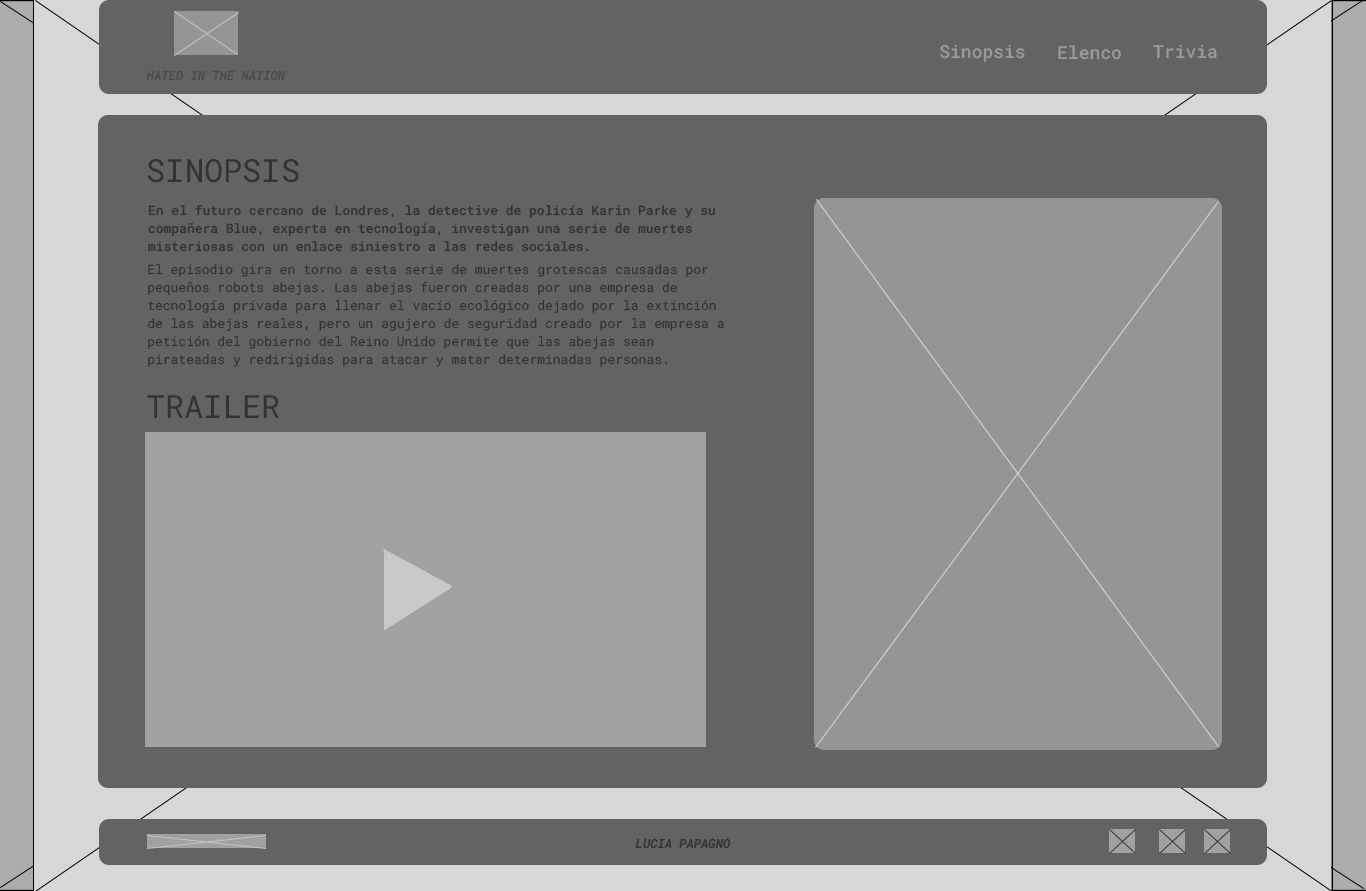 HATED IN THE NATION
Sinopsis Elenco Trivia
SINOPSIS
En el futuro cercano de Londres, la detective de policía Karin Parke y su
compañera Blue, experta en tecnología, investigan una serie de muertes
misteriosas con un enlace siniestro a las redes sociales.
El episodio gira en torno a esta serie de muertes grotescas causadas por
pequeños robots abejas. Las abejas fueron creadas por una empresa de
tecnología privada para llenar el vacío ecológico dejado por la extinción
de las abejas reales, pero un agujero de seguridad creado por la empresa a
petición del gobierno del Reino Unido permite que las abejas sean
pirateadas y redirigidas para atacar y matar determinadas personas.
TRAILER
LUCIA PAPAGNO